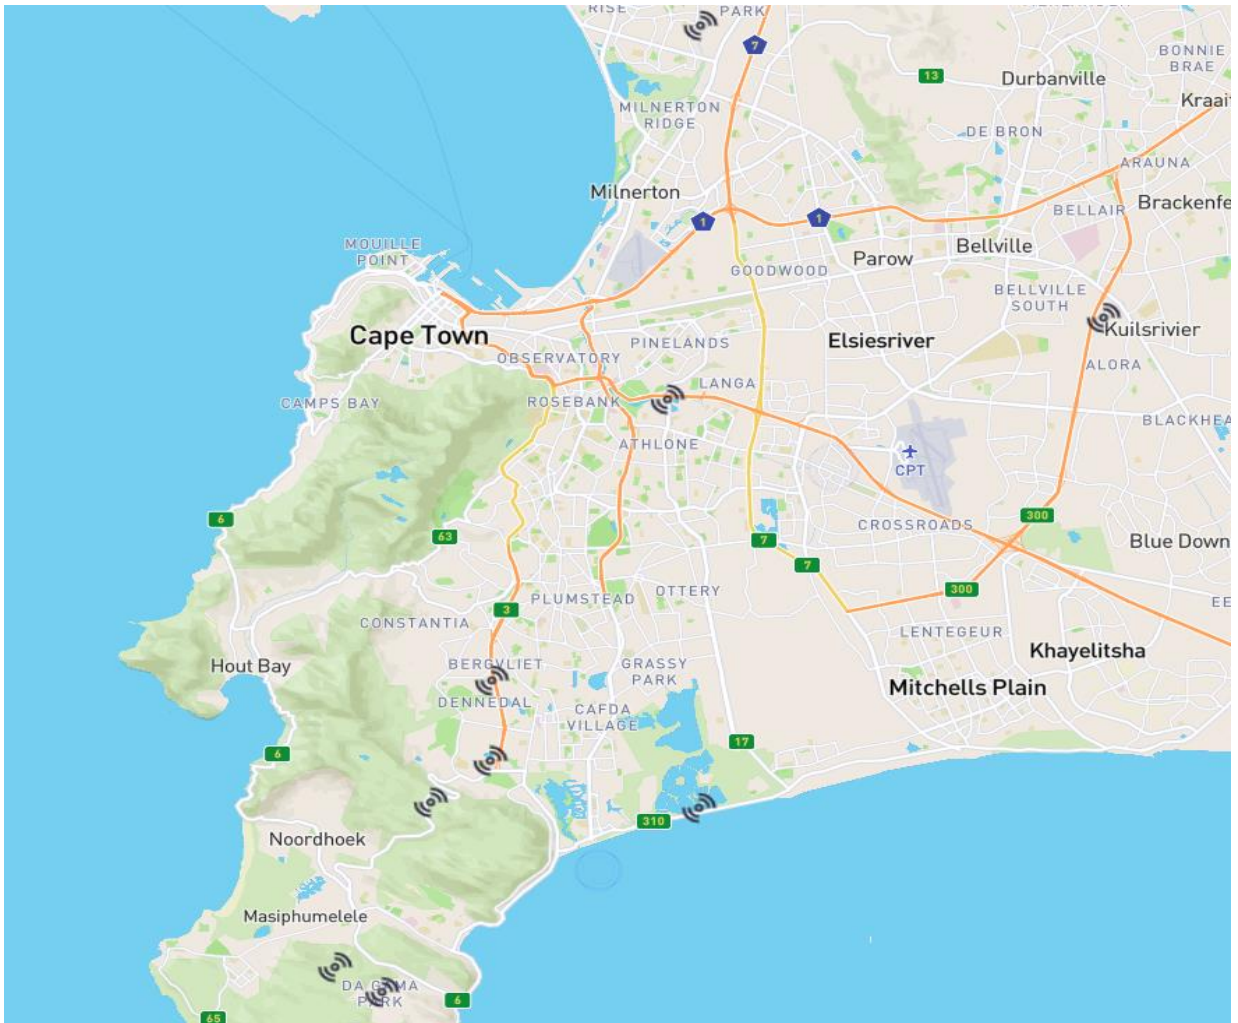 RISE
PARK
7
BONNIE
BRAE
13
Durbanville
Kraai
MILNERTON
RIDGE
DE BRON
ARAUNA
Milnerton
BELLAIR
Brackenfe
1
1
MOUILLE
POINT
Bellville
Parow
GOODWOOD
BELLVILLE
SOUTH
Cape Town
Kuilsrivier
PINELANDS
Elsiesriver
OBSERVATORY
ALORA
LANGA
CAMPS BAY
ROSEBANK
BLACKHEA
ATHLONE
CPT
6
300
CROSSROADS
63
7
Blue Down
7
300
OTTERY
PLUMSTEAD
EE
3
CONSTANTIA
LENTEGEUR
Khayelitsha
Hout Bay
BERGVLIET
GRASSY
PARK
Mitchells Plain
DENNEDAL
CAFDA
VILLAGE
17
6
310
Noordhoek
Masiphumelele
DA GAMA
PARK
6
65